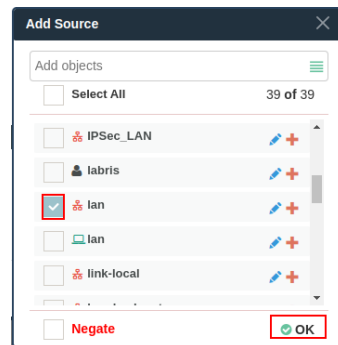 Add Source
Add objects
Select All 39 of 39
IPSec_LAN
labris
lan
lan
link-local
Negate OK